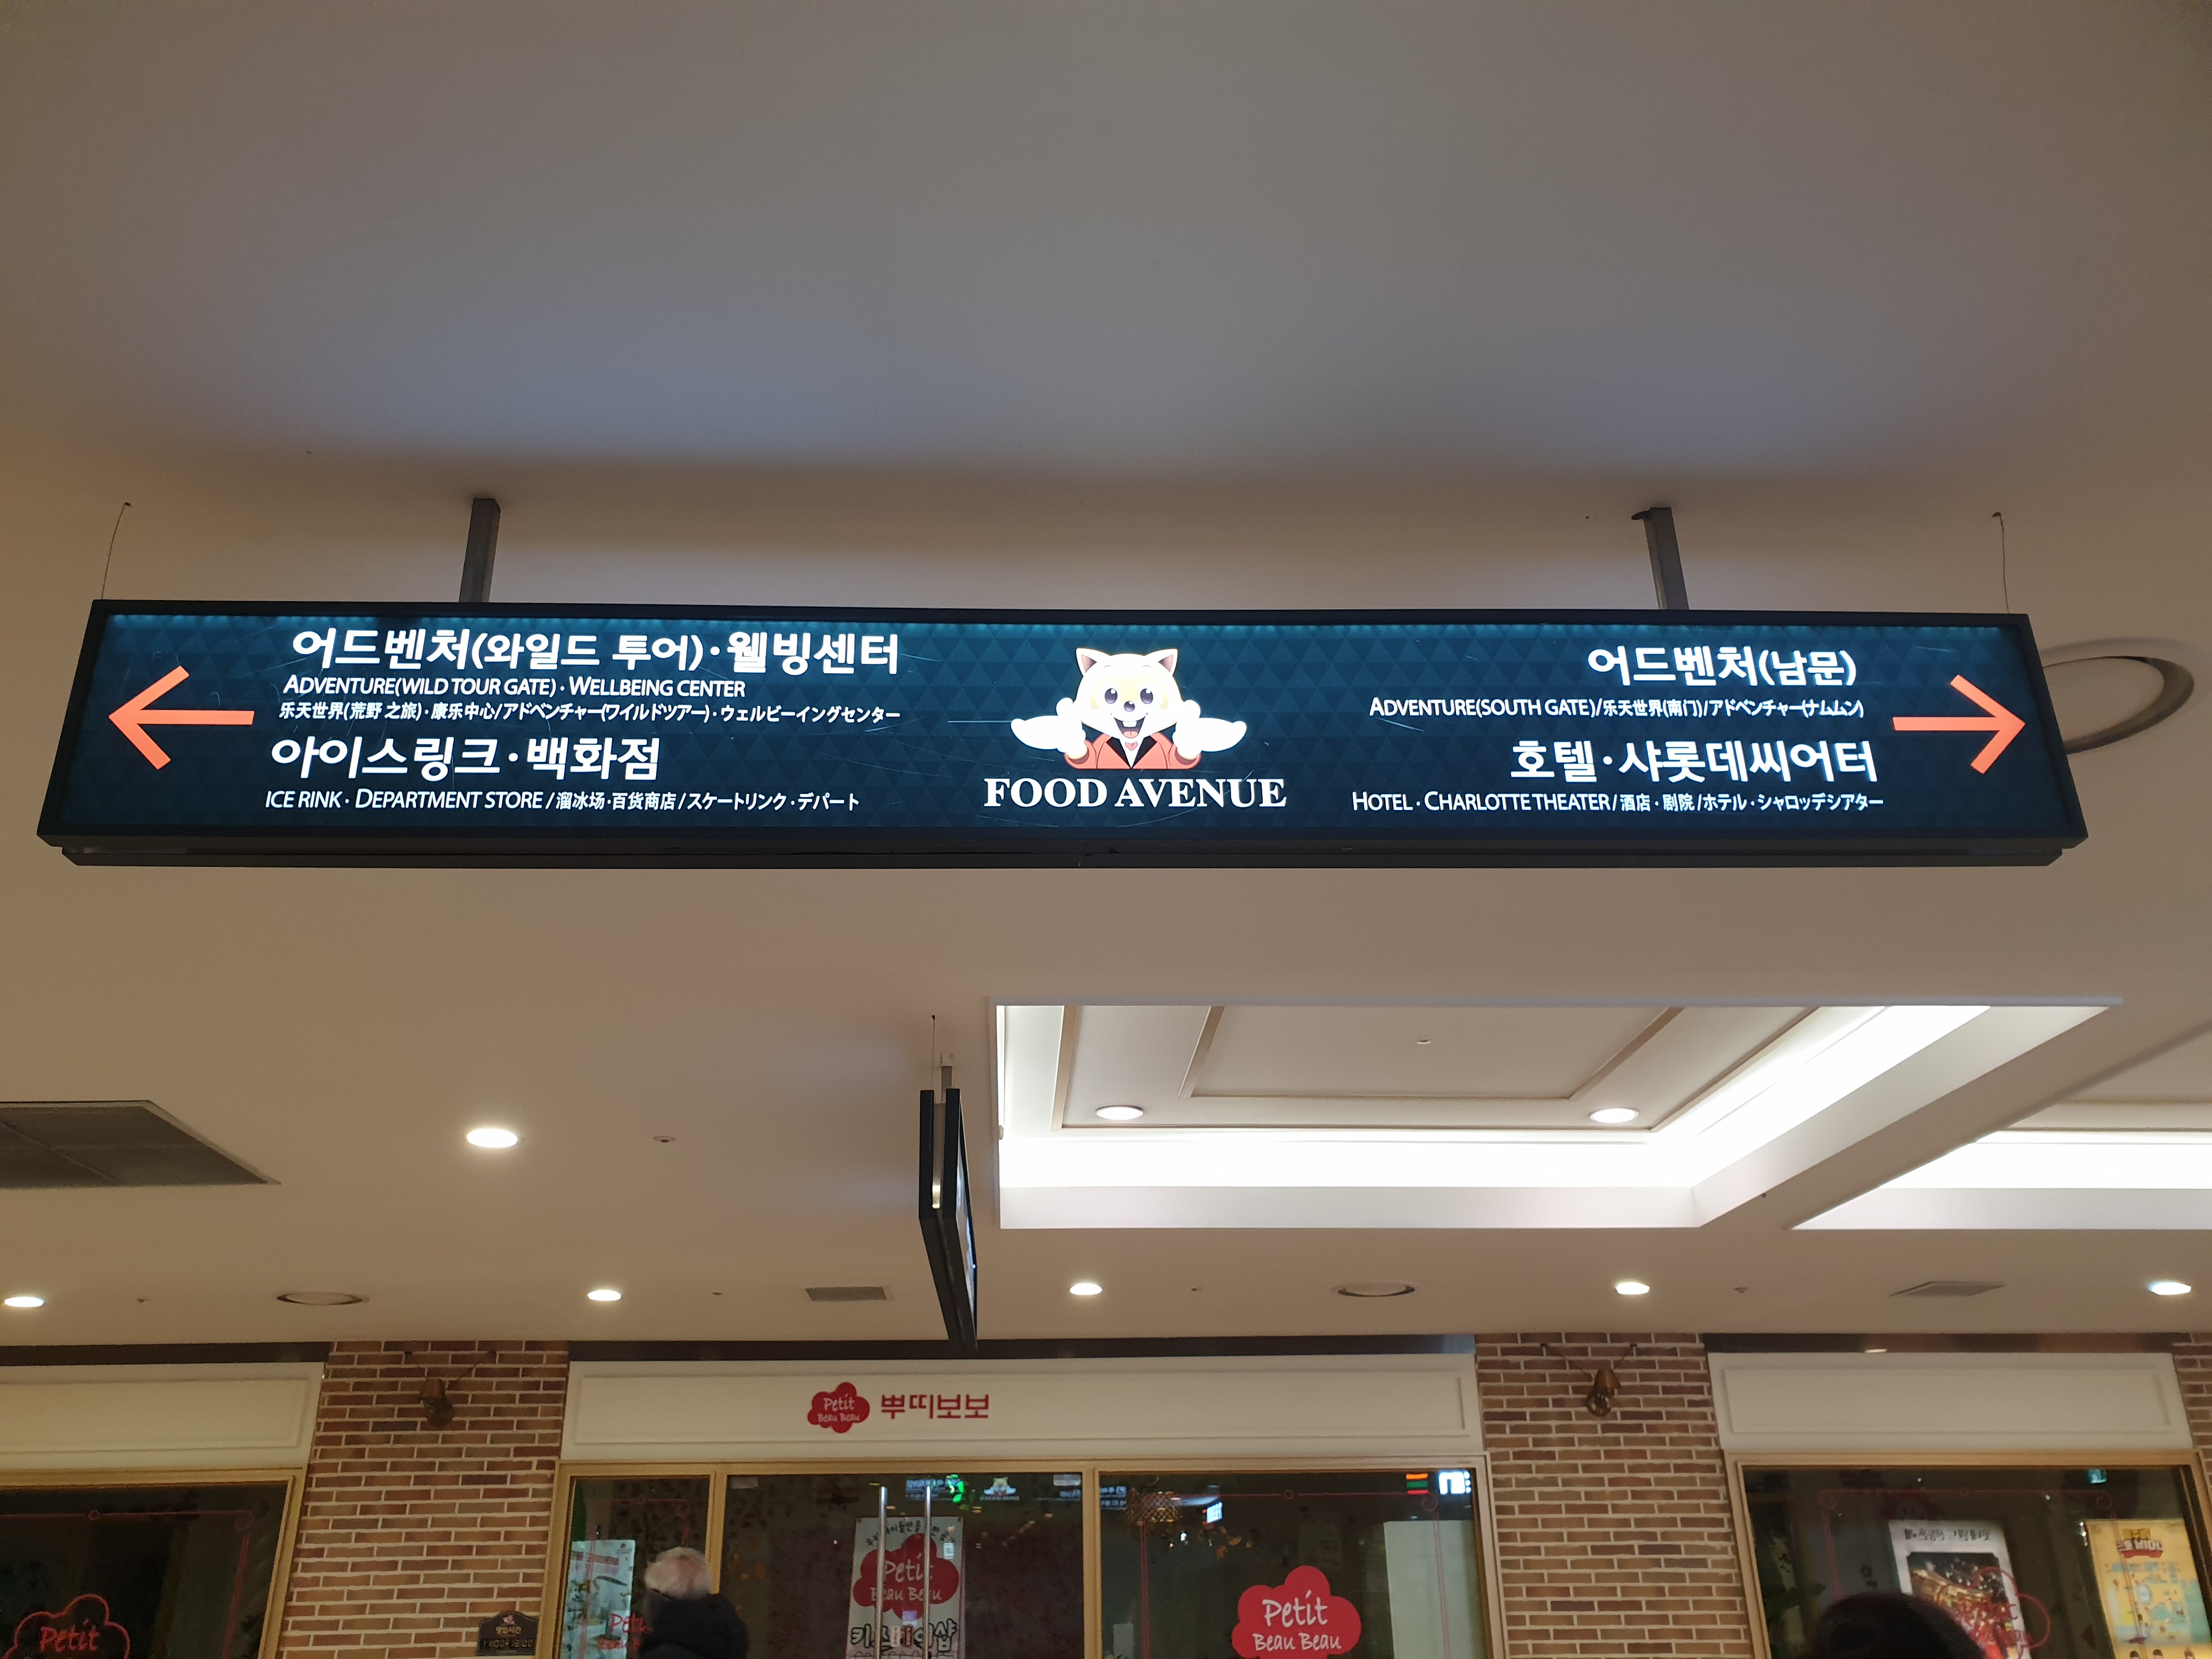 어드벤처(와일드 투어)·웰빙센터
ADVENTURE(WILD TOUR GATE)·WELLBEING CENTER
乐天世界(荒野 之旅)·康乐中心/アドベンチャー(ワイルドツアー)·ウェルビーイングセンター
아이스링크·백화점
ICE RINK·DEPARTMENT STORE/溜冰场·百货商店/スケートリンク·デパート
FOOD AVENUE
어드벤처(남문)
ADVENTURE(SOUTH GATE)/乐天世界(南门)/アドベンチャー(ナムムン)
호텔·샤롯데씨어터
HOTEL·CHARLOTTE THEATER/酒店·剧院/ホテル·シャロッテシアター
Petit
BEAU BEAU
뿌띠보보
Petit
BEAU BEAU
Petit
BEAU BEAU
Petit